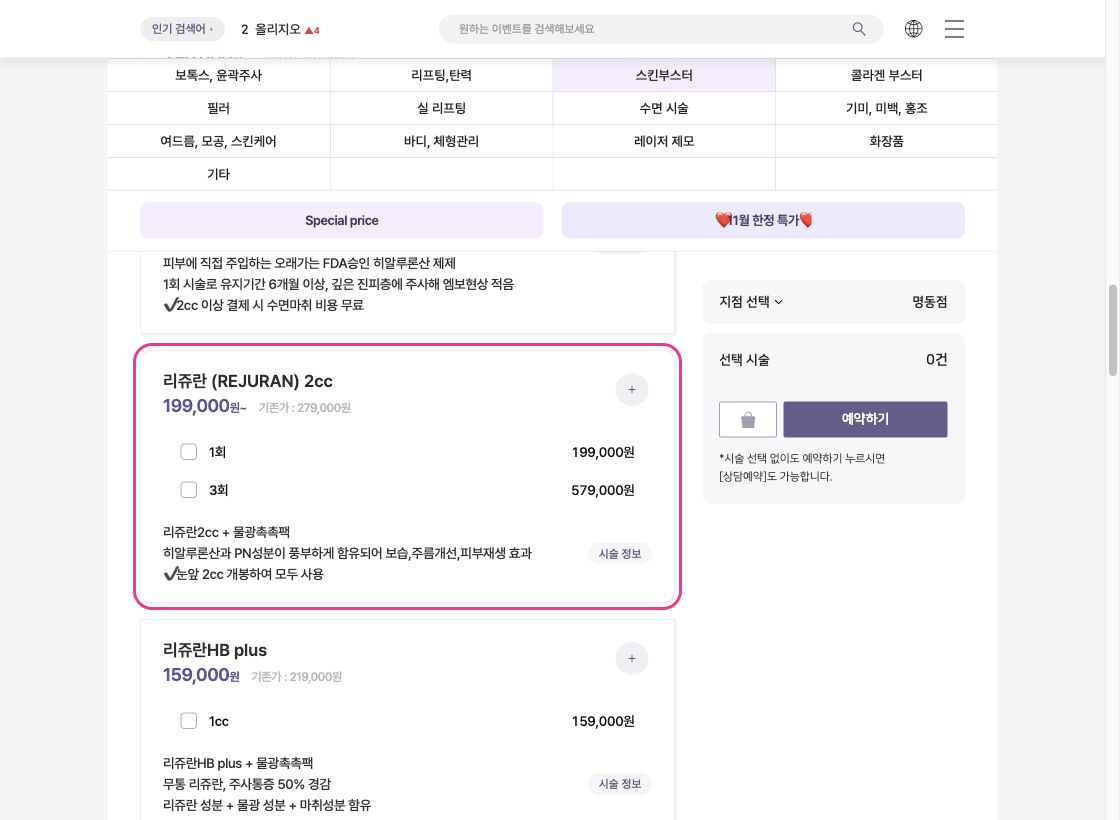 인기 검색어 ·
2 올리지오 ▲4
원하는 이벤트를 검색해보세요
보톡스, 윤곽주사
리프팅,탄력
스킨부스터
콜라겐 부스터
필러
실 리프팅
수면 시술
기미, 미백, 홍조
여드름, 모공, 스킨케어
바디, 체형관리
레이저 제모
화장품
기타
Special price
❤️11월 한정 특가❤️
피부에 직접 주입하는 오래가는 FDA승인 히알루론산 제제
1회 시술로 유지기간 6개월 이상, 깊은 진피층에 주사해 엠보현상 적음
✔2cc 이상 결제 시 수면마취 비용 무료
지점 선택
명동점
선택 시술
0건
예약하기
*시술 선택 없이도 예약하기 누르시면
[상담예약]도 가능합니다.
리쥬란 (REJURAN) 2cc
+
199,000원~ 기존가 : 279,000원
1회 199,000원
3회 579,000원
리쥬란2cc + 물광촉촉팩
히알루론산과 PN성분이 풍부하게 함유되어 보습,주름개선,피부재생 효과
시술 정보
✔눈앞 2cc 개봉하여 모두 사용
리쥬란HB plus
+
159,000원 기존가 : 219,000원
1cc 159,000원
리쥬란HB plus + 물광촉촉팩
무통 리쥬란, 주사통증 50% 경감
시술 정보
리쥬란 성분 + 물광 성분 + 마취성분 함유